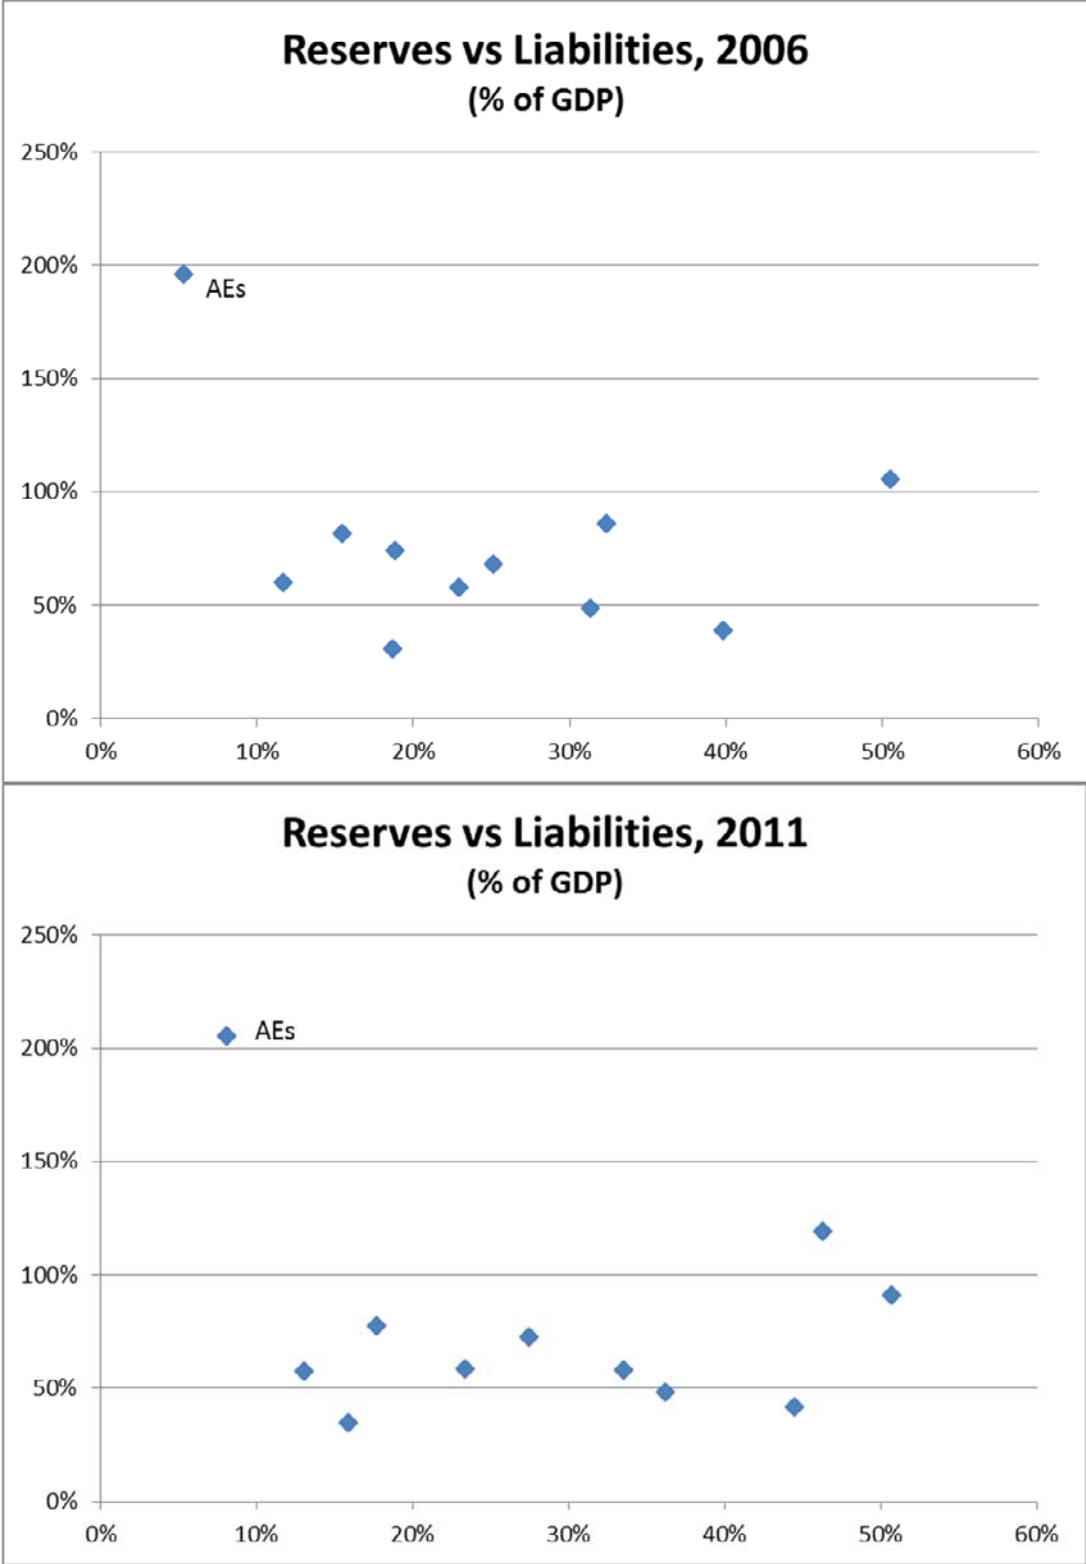 Reserves vs Liabilities, 2006
(% of GDP)
250%
200%
AEs
150%
100%
50%
0%
0% 10% 20% 30% 40% 50% 60%
Reserves vs Liabilities, 2011
(% of GDP)
250%
AEs
200%
150%
100%
50%
0%
0% 10% 20% 30% 40% 50% 60%